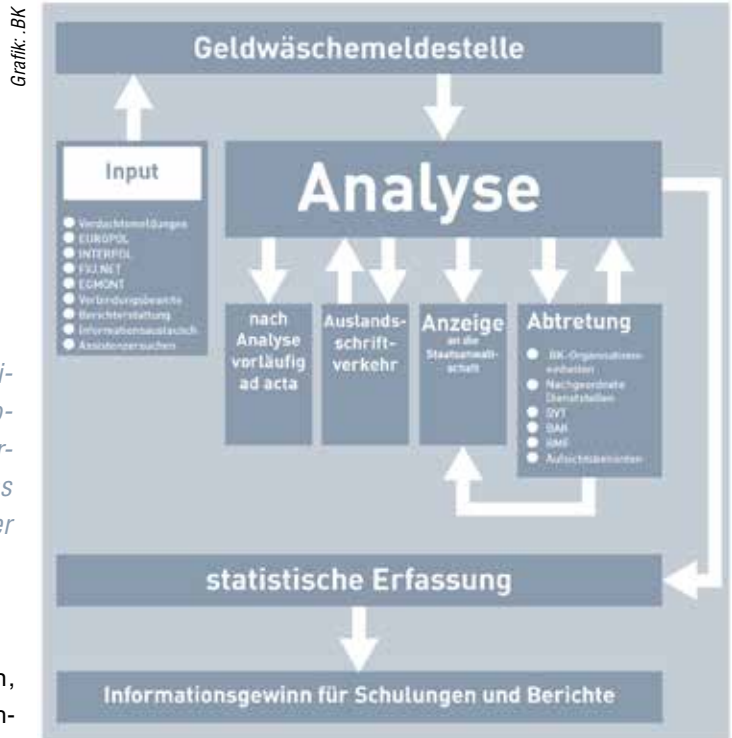 Grafik: .BK
Geldwäschemeldestelle
Input
Verdachtsmeldungen
EUROPOL
INTERPOL
FIU.NET
EGMONT
Verbindungsbeamte
Berichterstattung
Informationsaustausch
Assistenzersuchen
Analyse
nach
Analyse
vorläufig
ad acta
Auslands-
schrift-
verkehr
Anzeige
an die
Staatsanwalt-
schaft
Abtretung
BK-Organisations-
einheiten
Nachgeordnete
Dienststellen
BVT
BAK
BMF
Aufsichtsbehörden
statistische Erfassung
Informationsgewinn für Schulungen und Berichte
s
er
n,
n-